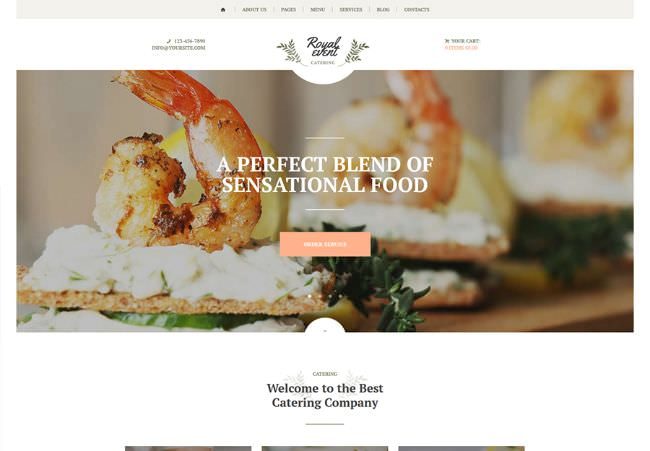 ABOUT US PAGES MENU SERVICES BLOG CONTACTS
123-456-7890
INFO@YOURSITE.COM
Royal
event
CATERING
YOUR CART:
A PERFECT BLEND OF
SENSATIONAL FOOD
ORDER SERVICE
CATERING
Welcome to the Best
Catering Company